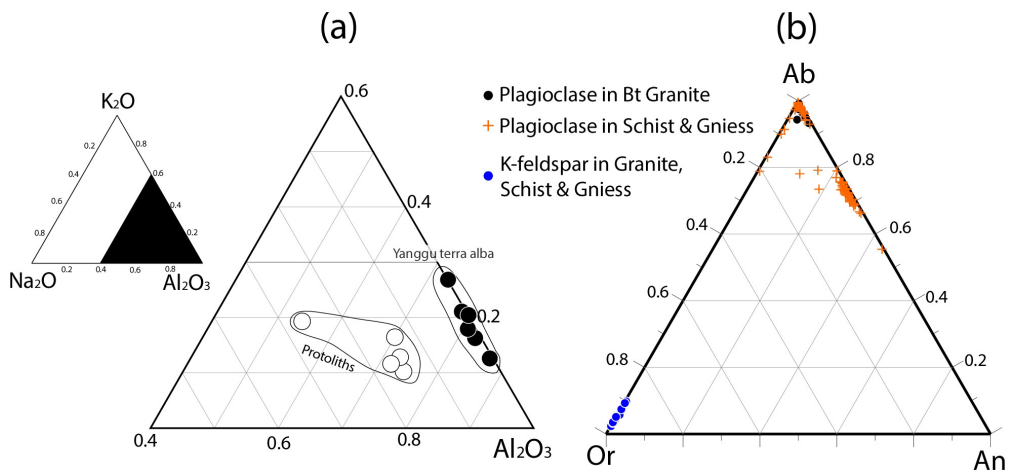 (a)
(b)
K2O
0.2
0.8
0.6
0.6
0.4
0.4
0.8
0.2
0.2
0.4
0.6
0.8
Na2O
Al2O3
0.6
0.4
Yanggu terra alba
0.2
Protoliths
0.4
0.6
0.8
Al2O3
Plagioclase in Bt Granite
Plagioclase in Schist & Gniess
K-feldspar in Granite,
Schist & Gniess
Ab
0.2
0.8
0.4
0.6
0.6
0.4
0.8
0.2
Or
An